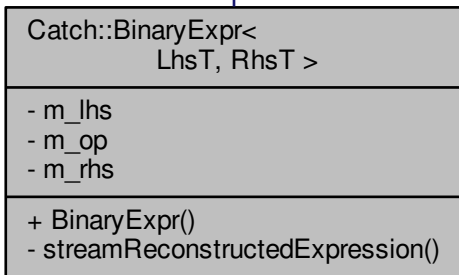 Catch::BinaryExpr<
LhsT, RhsT >
- m_lhs
- m_op
- m_rhs
+ BinaryExpr()
- streamReconstructedExpression()